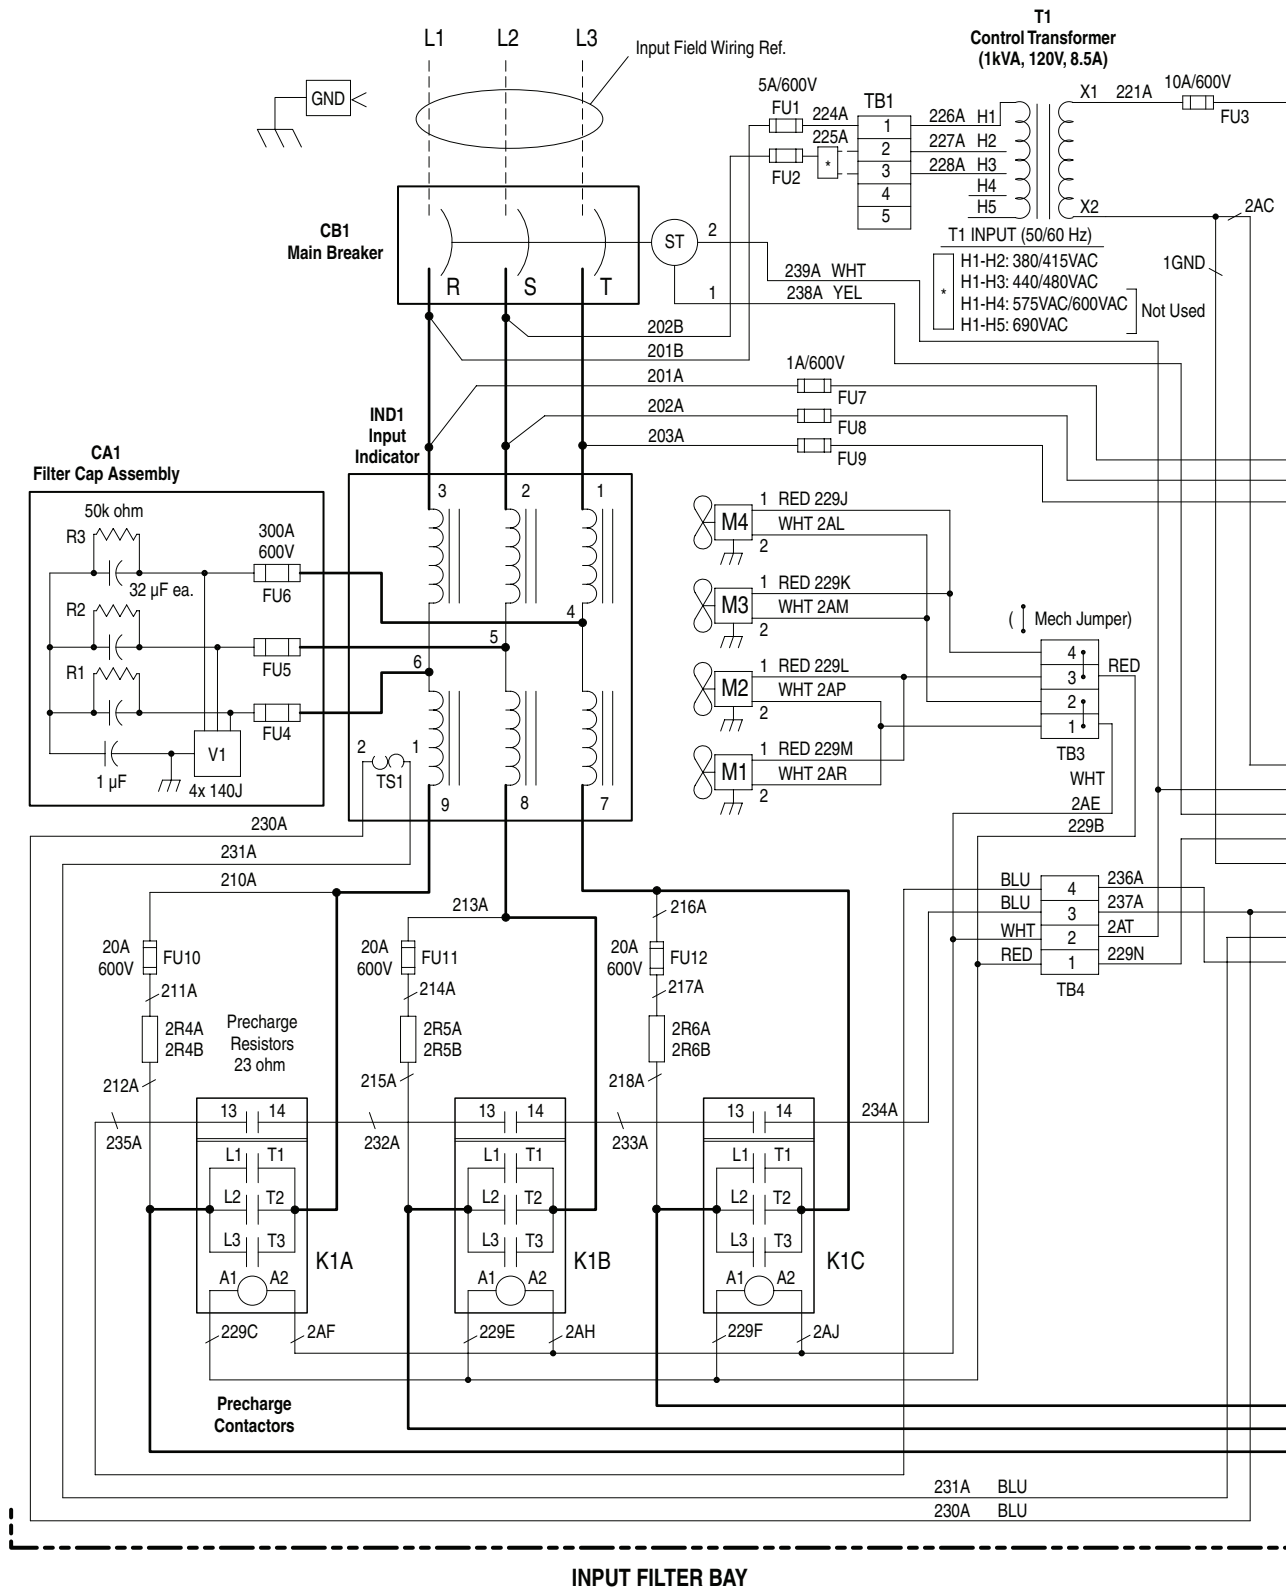 T1
Control Transformer
(1kVA, 120V, 8.5A)
L1 L2 L3
Input Field Wiring Ref.
GND
5A/600V
FU1
224A
TB1
226A H1
X1 221A
10A/600V
FU3
225A
FU2
*
1
2
3
4
5
227A H2
228A H3
H4
H5
X2
2AC
1GND
T1 INPUT (50/60 Hz)
*
H1-H2: 380/415VAC
H1-H3: 440/480VAC
H1-H4: 575VAC/600VAC
H1-H5: 690VAC
Not Used
CB1
Main Breaker
R S T
ST
2
1
239A WHT
238A YEL
202B
201B
201A
202A
203A
1A/600V
FU7
FU8
FU9
IND1
Input
Indicator
CA1
Filter Cap Assembly
50k ohm
R3
32 µF ea.
R2
R1
1 µF
V1
4x 140J
300A
600V
FU6
FU5
FU4
3 2 1
4
5
6
2 1
TS1
9 8 7
M4
1 RED 229J
WHT 2AL
2
M3
1 RED 229K
WHT 2AM
2
M2
1 RED 229L
WHT 2AP
2
M1
1 RED 229M
WHT 2AR
2
( Mech Jumper)
4
3
2
1
TB3
RED
WHT
2AE
229B
230A
231A
210A
213A
216A
20A
600V
FU10
211A
2R4A
2R4B
212A
Precharge
Resistors
23 ohm
20A
600V
FU11
214A
2R5A
2R5B
215A
20A
600V
FU12
217A
2R6A
2R6B
218A
BLU 4 236A
BLU 3 237A
WHT 2 2AT
RED 1 229N
TB4
235A
13 14
232A
13 14
233A
13 14
234A
L1 T1
L2 T2
L3 T3
A1 A2
K1A
L1 T1
L2 T2
L3 T3
A1 A2
K1B
L1 T1
L2 T2
L3 T3
A1 A2
K1C
229C 2AF
229E 2AH
229F 2AJ
Precharge
Contactors
231A BLU
230A BLU
INPUT FILTER BAY